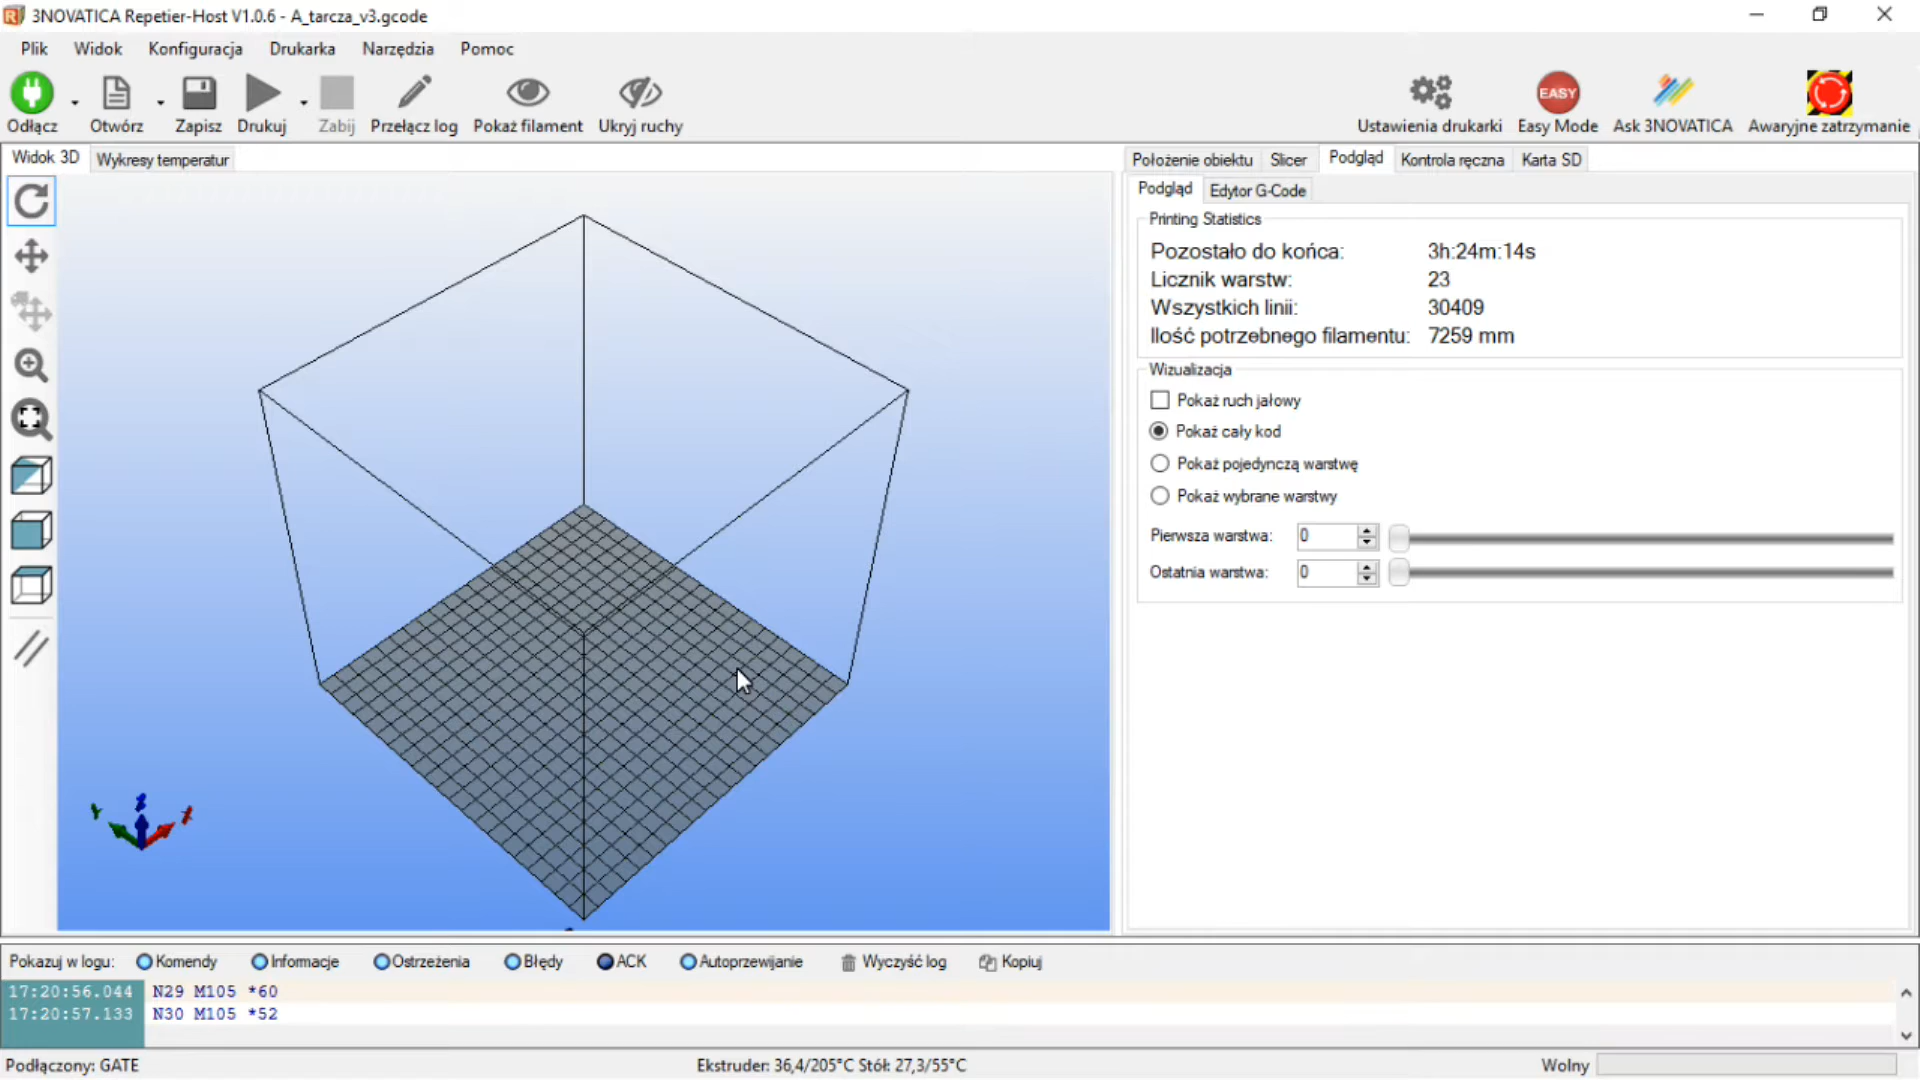 3NOVATICA Repetier-Host V1.0.6 - A_tarcza_v3.gcode
Plik Widok Konfiguracja Drukarka Narzędzia Pomoc
Odłącz Otwórz Zapisz Drukuj Zabij Przełącz log Pokaż filament Ukryj ruchy Ustawienia drukarki EASY Easy Mode Ask 3NOVATICA Awaryjne zatrzymanie
Widok 3D Wykresy temperatur
Położenie obiektu Slicer Podgląd Kontrola ręczna Karta SD
Podgląd Edytor G-Code
Printing Statistics
Pozostało do końca: 3h:24m:14s
Licznik warstw: 23
Wszystkich linii: 30409
Ilość potrzebnego filamentu: 7259 mm
Wizualizacja
Pokaż ruch jałowy
Pokaż cały kod
Pokaż pojedynczą warstwę
Pokaż wybrane warstwy
Pierwsza warstwa: 0
Ostatnia warstwa: 0
Y Z X
Pokazuj w logu: Komendy Informacje Ostrzeżenia Błędy ACK Autoprzewijanie Wyczyść log Kopiuj
17:20:56.044 N29 M105 *60
17:20:57.133 N30 M105 *52
Podłączony: GATE Ekstruder: 36,4/205°C Stół: 27,3/55°C Wolny